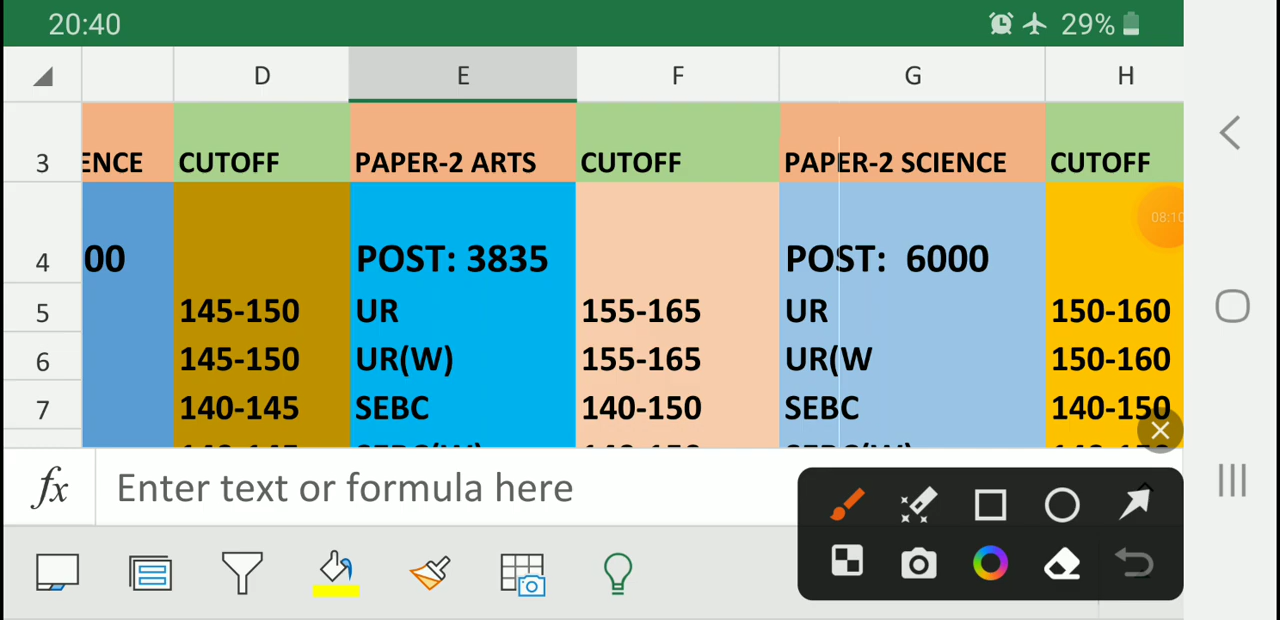 20:40 29%
D E F G H
3 ENCE CUTOFF PAPER-2 ARTS CUTOFF PAPER-2 SCIENCE CUTOFF
08:10
4 00 POST: 3835 POST: 6000
5 145-150 UR 155-165 UR 150-160
6 145-150 UR(W) 155-165 UR(W 150-160
7 140-145 SEBC 140-150 SEBC 140-150
fx Enter text or formula here